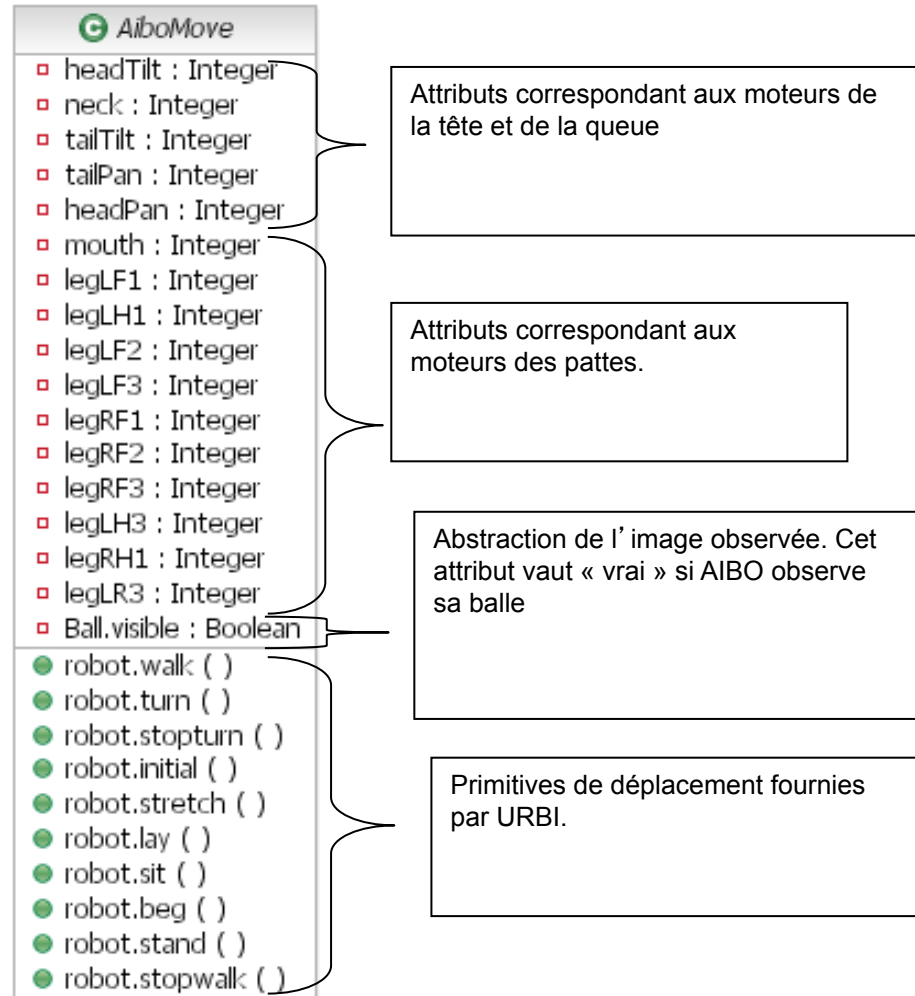 C AiboMove
headTilt : Integer
neck : Integer
tailTilt : Integer
tailPan : Integer
headPan : Integer
mouth : Integer
legLF1 : Integer
legLH1 : Integer
legLF2 : Integer
legLF3 : Integer
legRF1 : Integer
legRF2 : Integer
legRF3 : Integer
legLH3 : Integer
legRH1 : Integer
legLR3 : Integer
Ball.visible : Boolean
robot.walk ( )
robot.turn ( )
robot.stopturn ( )
robot.initial ( )
robot.stretch ( )
robot.lay ( )
robot.sit ( )
robot.beg ( )
robot.stand ( )
robot.stopwalk ( )
Attributs correspondant aux moteurs de
la tête et de la queue
Attributs correspondant aux
moteurs des pattes.
Abstraction de l’image observée. Cet
attribut vaut « vrai » si AIBO observe
sa balle
Primitives de déplacement fournies
par URBI.